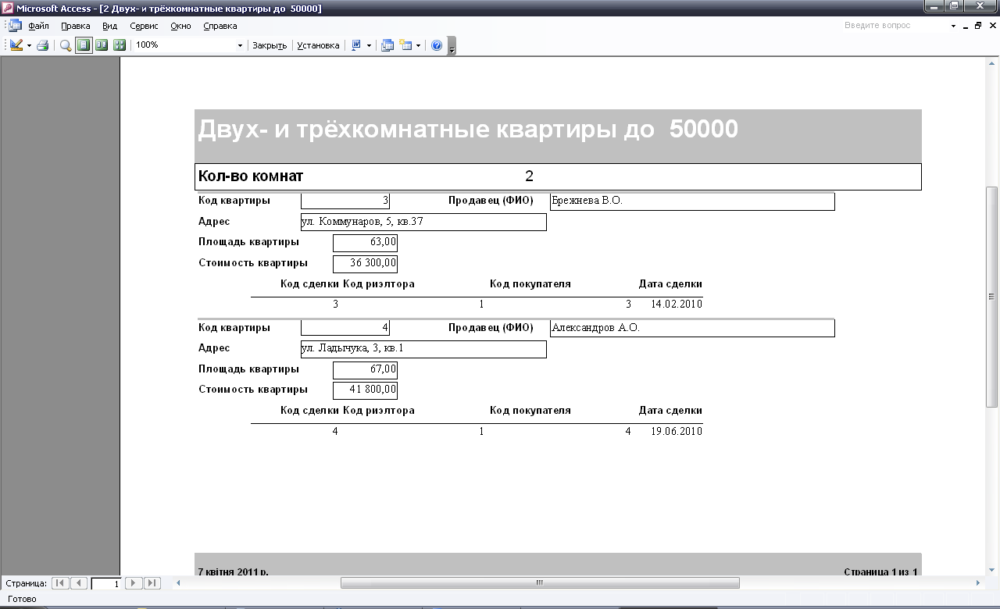 Microsoft Access - [2 Двух- и трёхкомнатные квартиры до 50000]
Файл Правка Вид Сервис Окно Справка Введите вопрос
100% Закрыть Установка
Двух- и трёхкомнатные квартиры до 50000
Кол-во комнат 2
Код квартиры 3 Продавец (ФИО) Брежнева В.О.
Адрес ул. Коммунаров, 5, кв.37
Площадь квартиры 63,00
Стоимость квартиры 36 300,00
Код сделки Код риэлтора Код покупателя Дата сделки
3 1 3 14.02.2010
Код квартиры 4 Продавец (ФИО) Александров А.О.
Адрес ул. Ладычука, 3, кв.1
Площадь квартиры 67,00
Стоимость квартиры 41 800,00
Код сделки Код риэлтора Код покупателя Дата сделки
4 1 4 19.06.2010
7 квітня 2011 р. Страница 1 из 1
Страница: 1
Готово